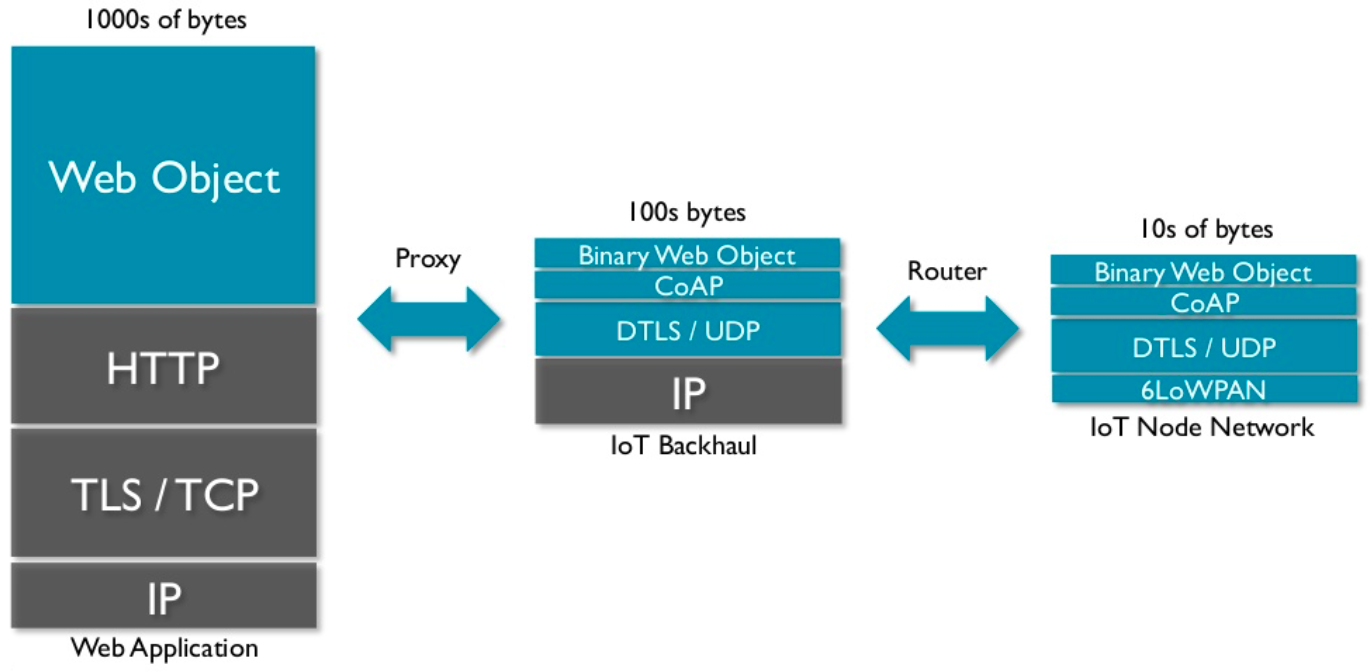 1000s of bytes
Web Object
HTTP
TLS / TCP
IP
Web Application
Proxy
100s bytes
Binary Web Object
CoAP
DTLS / UDP
IP
IoT Backhaul
Router
10s of bytes
Binary Web Object
CoAP
DTLS / UDP
6LoWPAN
IoT Node Network